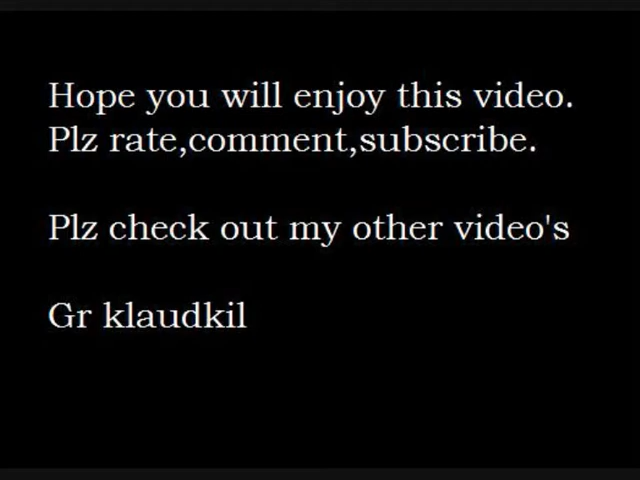 Hope you will enjoy this video.
Plz rate,comment,subscribe.
Plz check out my other video's
Gr klaudkil